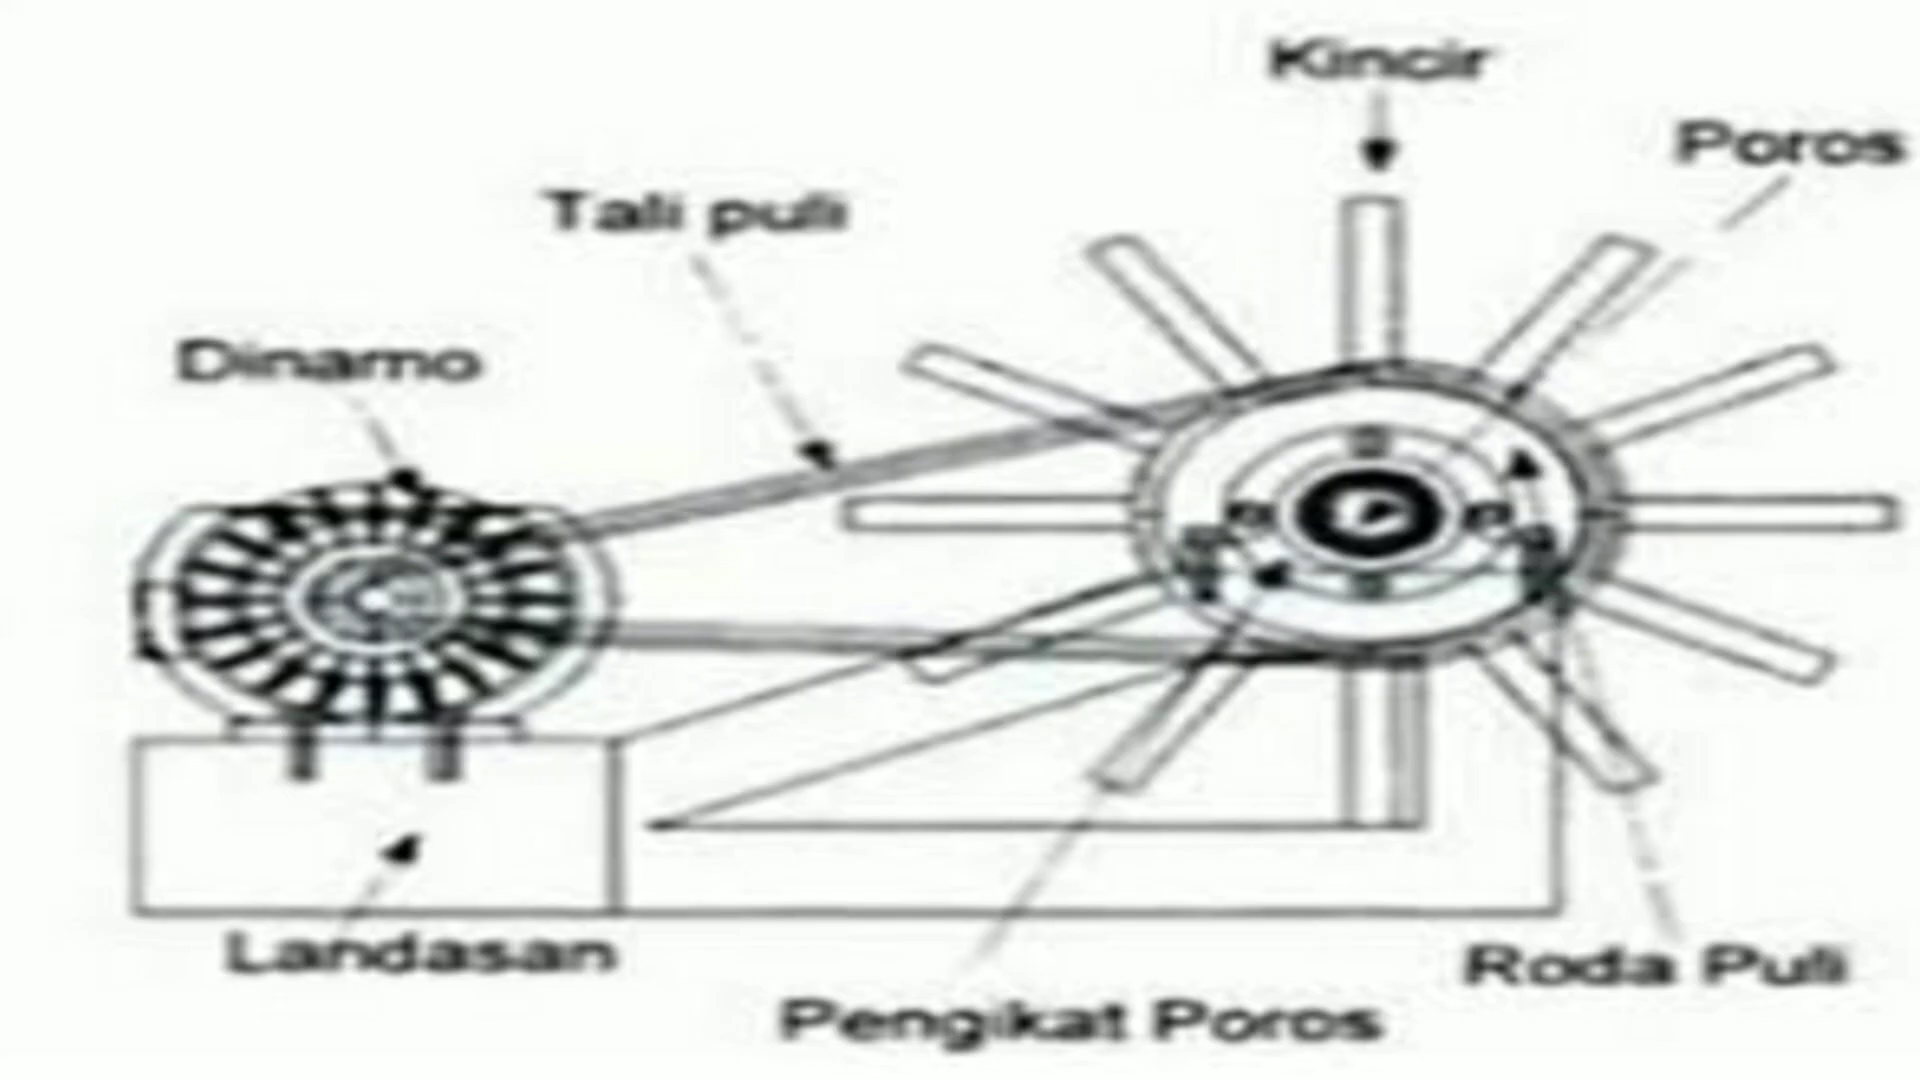 Kincir
Poros
Tali puli
Dinamo
Landasan
Roda Puli
Pengikat Poros